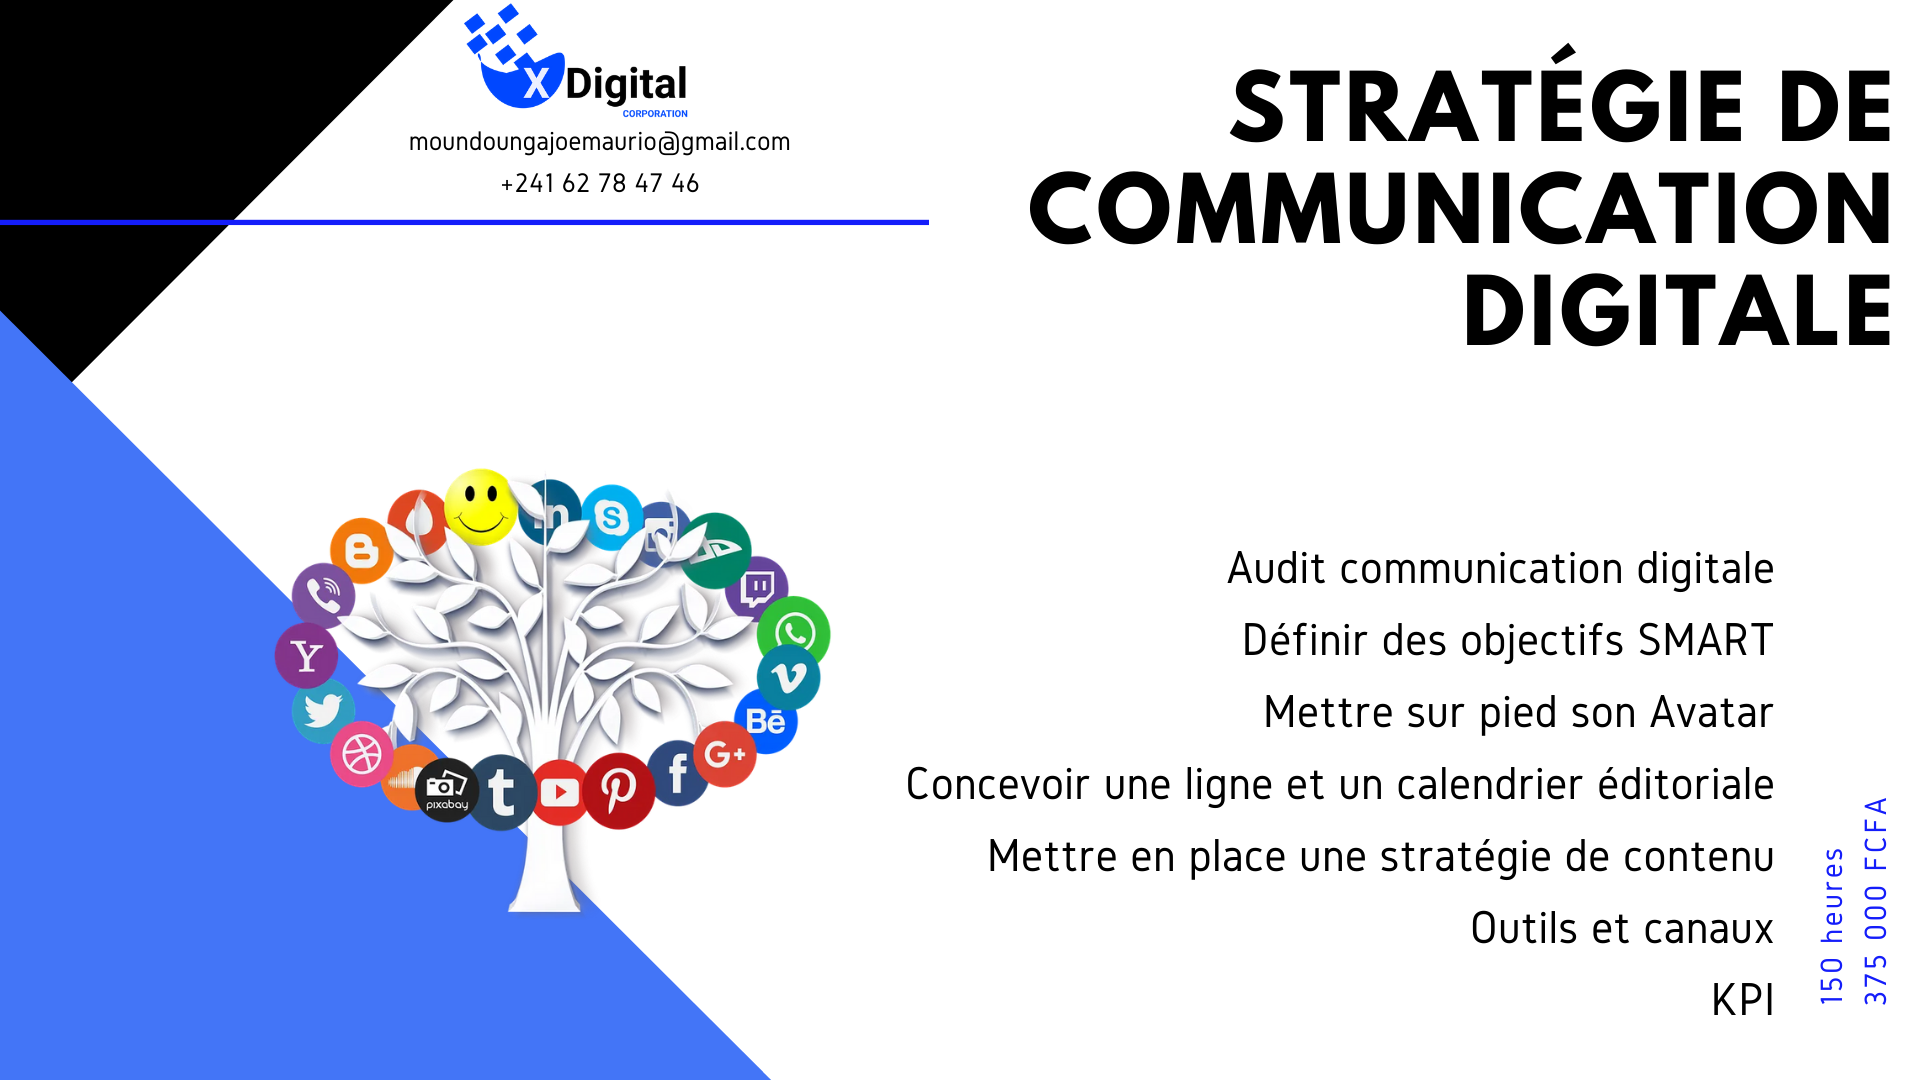 X Digital
CORPORATION
moundoungajoemaurio@gmail.com
+241 62 78 47 46
STRATÉGIE DE
COMMUNICATION
DIGITALE
in
S
B
Y
Bē
G+
f
t
pixabay
Audit communication digitale
Définir des objectifs SMART
Mettre sur pied son Avatar
Concevoir une ligne et un calendrier éditoriale
Mettre en place une stratégie de contenu
Outils et canaux
KPI
150 heures
375 000 FCFA